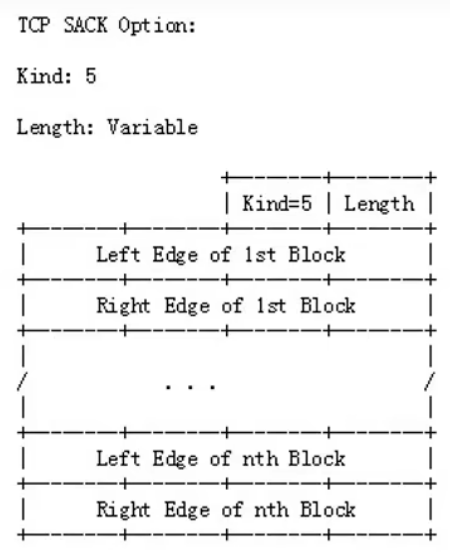 TCP SACK Option:
Kind: 5
Length: Variable
+--------+--------+
| Kind=5 | Length |
+--------+--------+--------+--------+
| Left Edge of 1st Block |
+--------+--------+--------+--------+
| Right Edge of 1st Block |
+--------+--------+--------+--------+
| |
/ . . . /
| |
+--------+--------+--------+--------+
| Left Edge of nth Block |
+--------+--------+--------+--------+
| Right Edge of nth Block |
+--------+--------+--------+--------+